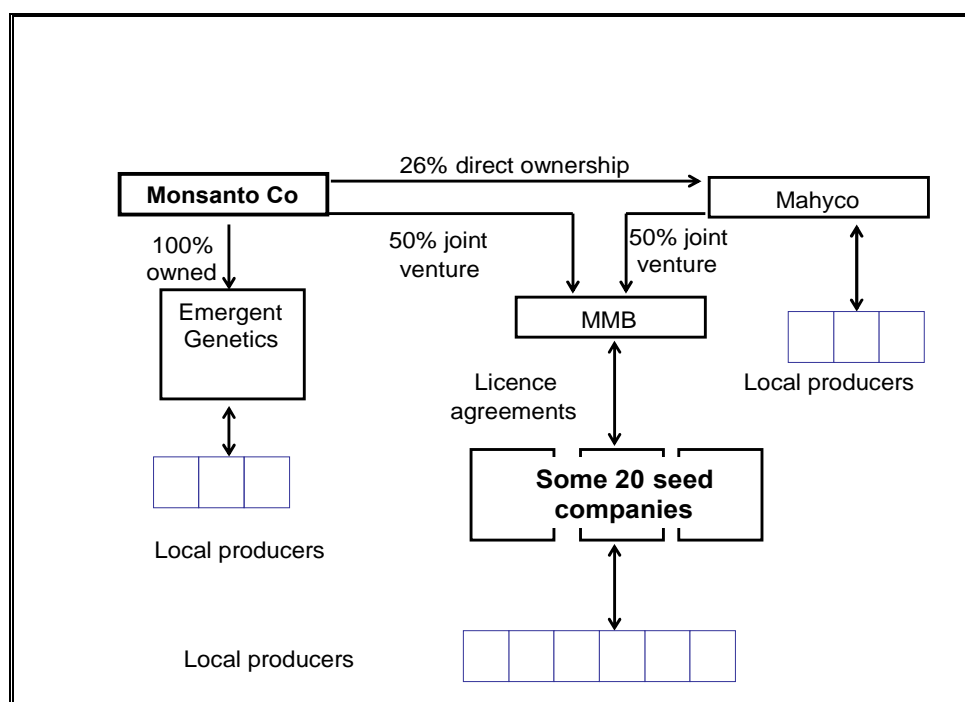 26% direct ownership
Monsanto Co
Mahyco
100%
owned
50% joint
venture
50% joint
venture
Emergent
Genetics
MMB
Licence
agreements
Local producers
Some 20 seed
companies
Local producers
Local producers